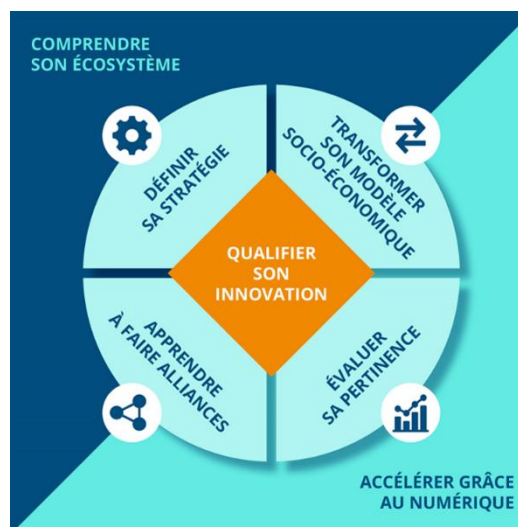 COMPRENDRE
SON ÉCOSYSTÈME
DÉFINIR
SA STRATÉGIE
TRANSFORMER
SON MODÈLE
SOCIO-ÉCONOMIQUE
QUALIFIER
SON
INNOVATION
APPRENDRE
À FAIRE ALLIANCES
ÉVALUER
SA PERTINENCE
ACCÉLÉRER GRÂCE
AU NUMÉRIQUE